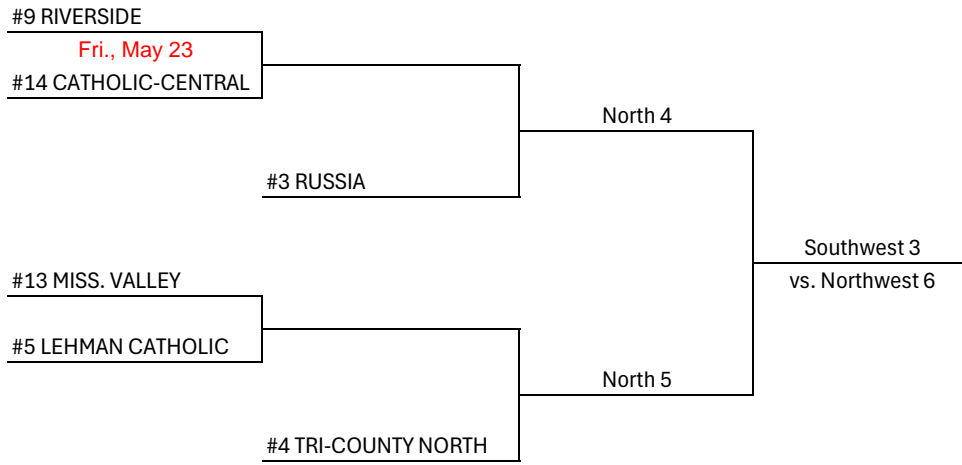 #9 RIVERSIDE
Fri., May 23
#14 CATHOLIC-CENTRAL
North 4
#3 RUSSIA
Southwest 3
vs. Northwest 6
#13 MISS. VALLEY
#5 LEHMAN CATHOLIC
North 5
#4 TRI-COUNTY NORTH